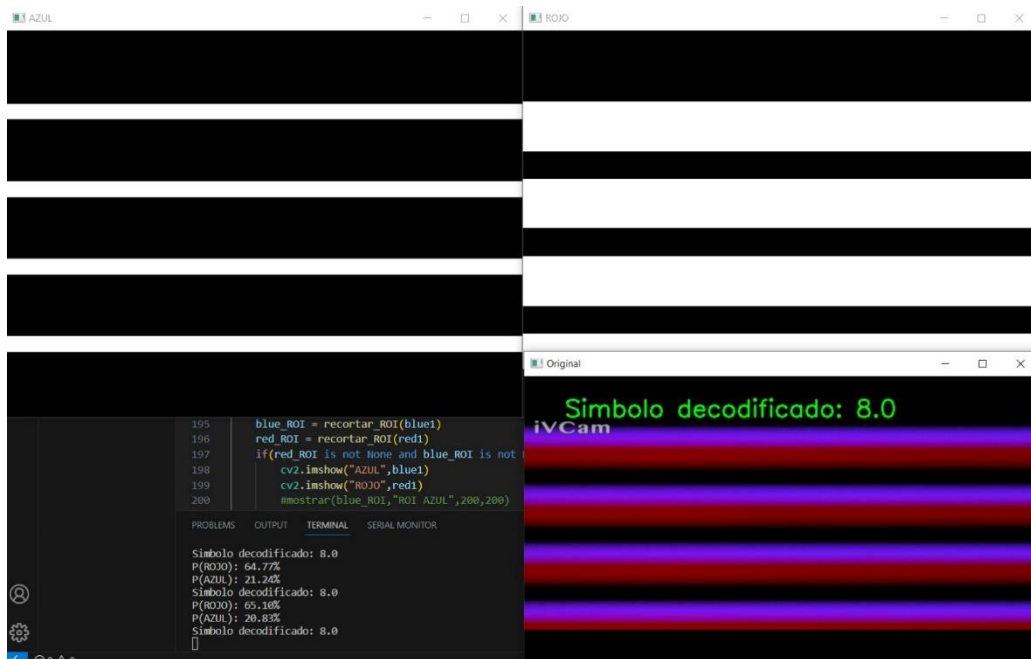 AZUL
ROJO
Original
Simbolo decodificado: 8.0
iVCam
195 blue_ROI = recortar_ROI(blue1)
196 red_ROI = recortar_ROI(red1)
197 if(red_ROI is not None and blue_ROI is not
198 cv2.imshow("AZUL",blue1)
199 cv2.imshow("ROJO",red1)
200 #mostrar(blue_ROI,"ROI AZUL",200,200)
PROBLEMS OUTPUT TERMINAL SERIAL MONITOR
Simbolo decodificado: 8.0
P(ROJO): 64.77%
P(AZUL): 21.24%
Simbolo decodificado: 8.0
P(ROJO): 65.10%
P(AZUL): 20.83%
Simbolo decodificado: 8.0